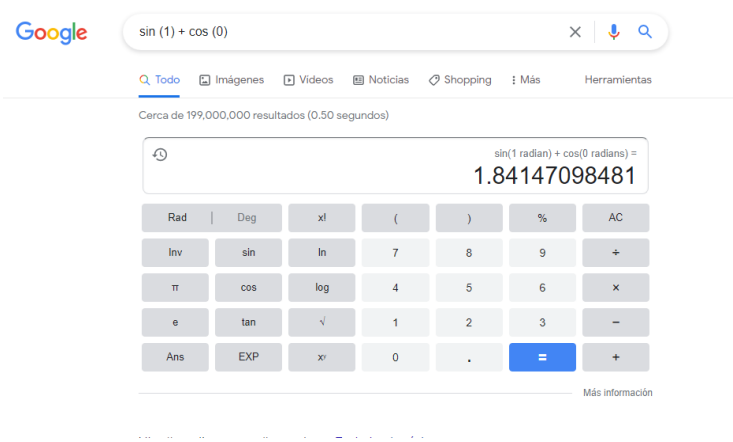 Google
sin (1) + cos (0)
Todo Imágenes Videos Noticias Shopping Más Herramientas
Cerca de 199,000,000 resultados (0.50 segundos)
sin(1 radian) + cos(0 radians) =
1.84147098481
Rad | Deg x! ( ) % AC
Inv sin ln 7 8 9 ÷
π cos log 4 5 6 ×
e tan √ 1 2 3 −
Ans EXP xʸ 0 . = +
Más información